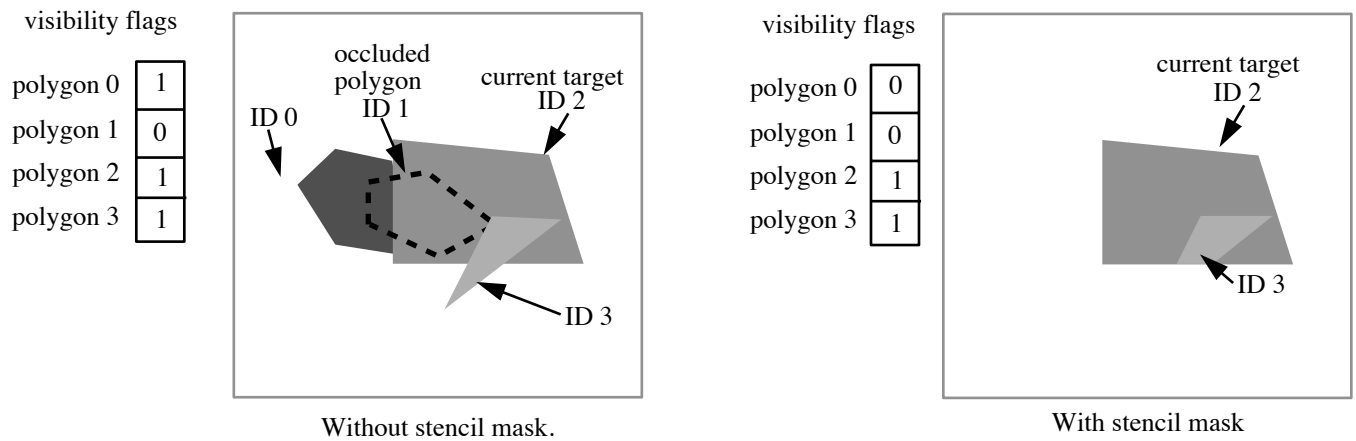 visibility flags
polygon 0 1
polygon 1 0
polygon 2 1
polygon 3 1
occluded
polygon
ID 1
current target
ID 2
ID 0
ID 3
Without stencil mask.
visibility flags
polygon 0 0
polygon 1 0
polygon 2 1
polygon 3 1
current target
ID 2
ID 3
With stencil mask